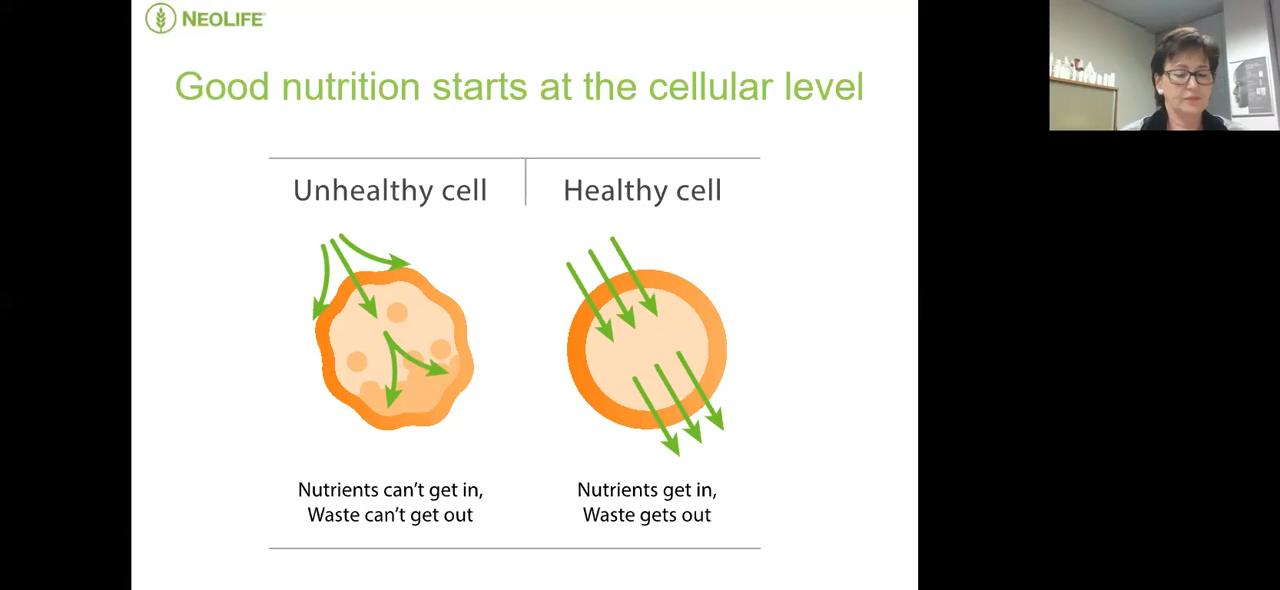 NEOLIFE
Good nutrition starts at the cellular level
Unhealthy cell
Healthy cell
Nutrients can't get in,
Waste can't get out
Nutrients get in,
Waste gets out